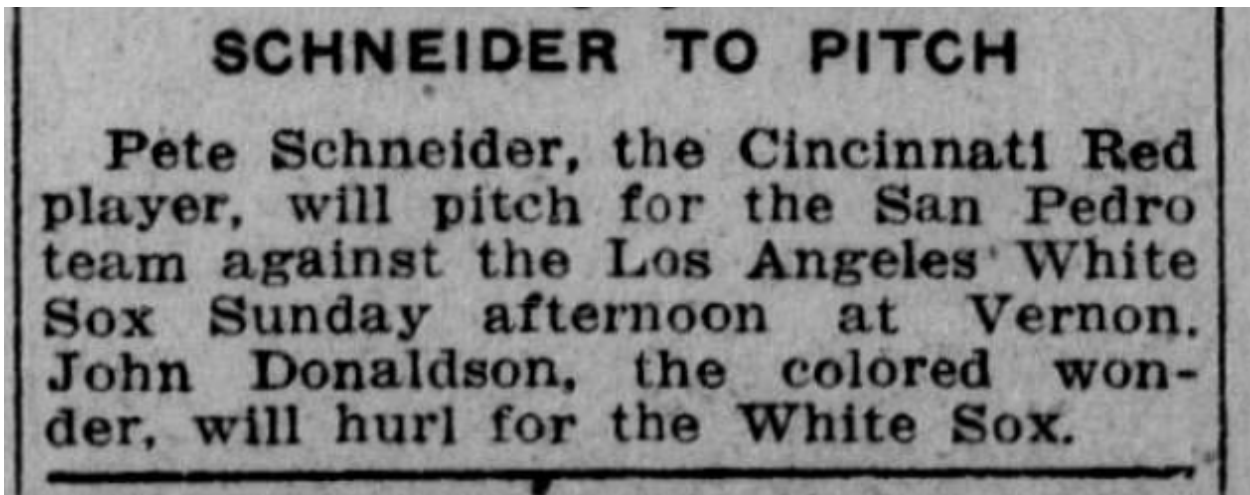 SCHNEIDER TO PITCH
Pete Schneider, the Cincinnati Red
player, will pitch for the San Pedro
team against the Los Angeles White
Sox Sunday afternoon at Vernon.
John Donaldson, the colored won-
der, will hurl for the White Sox.